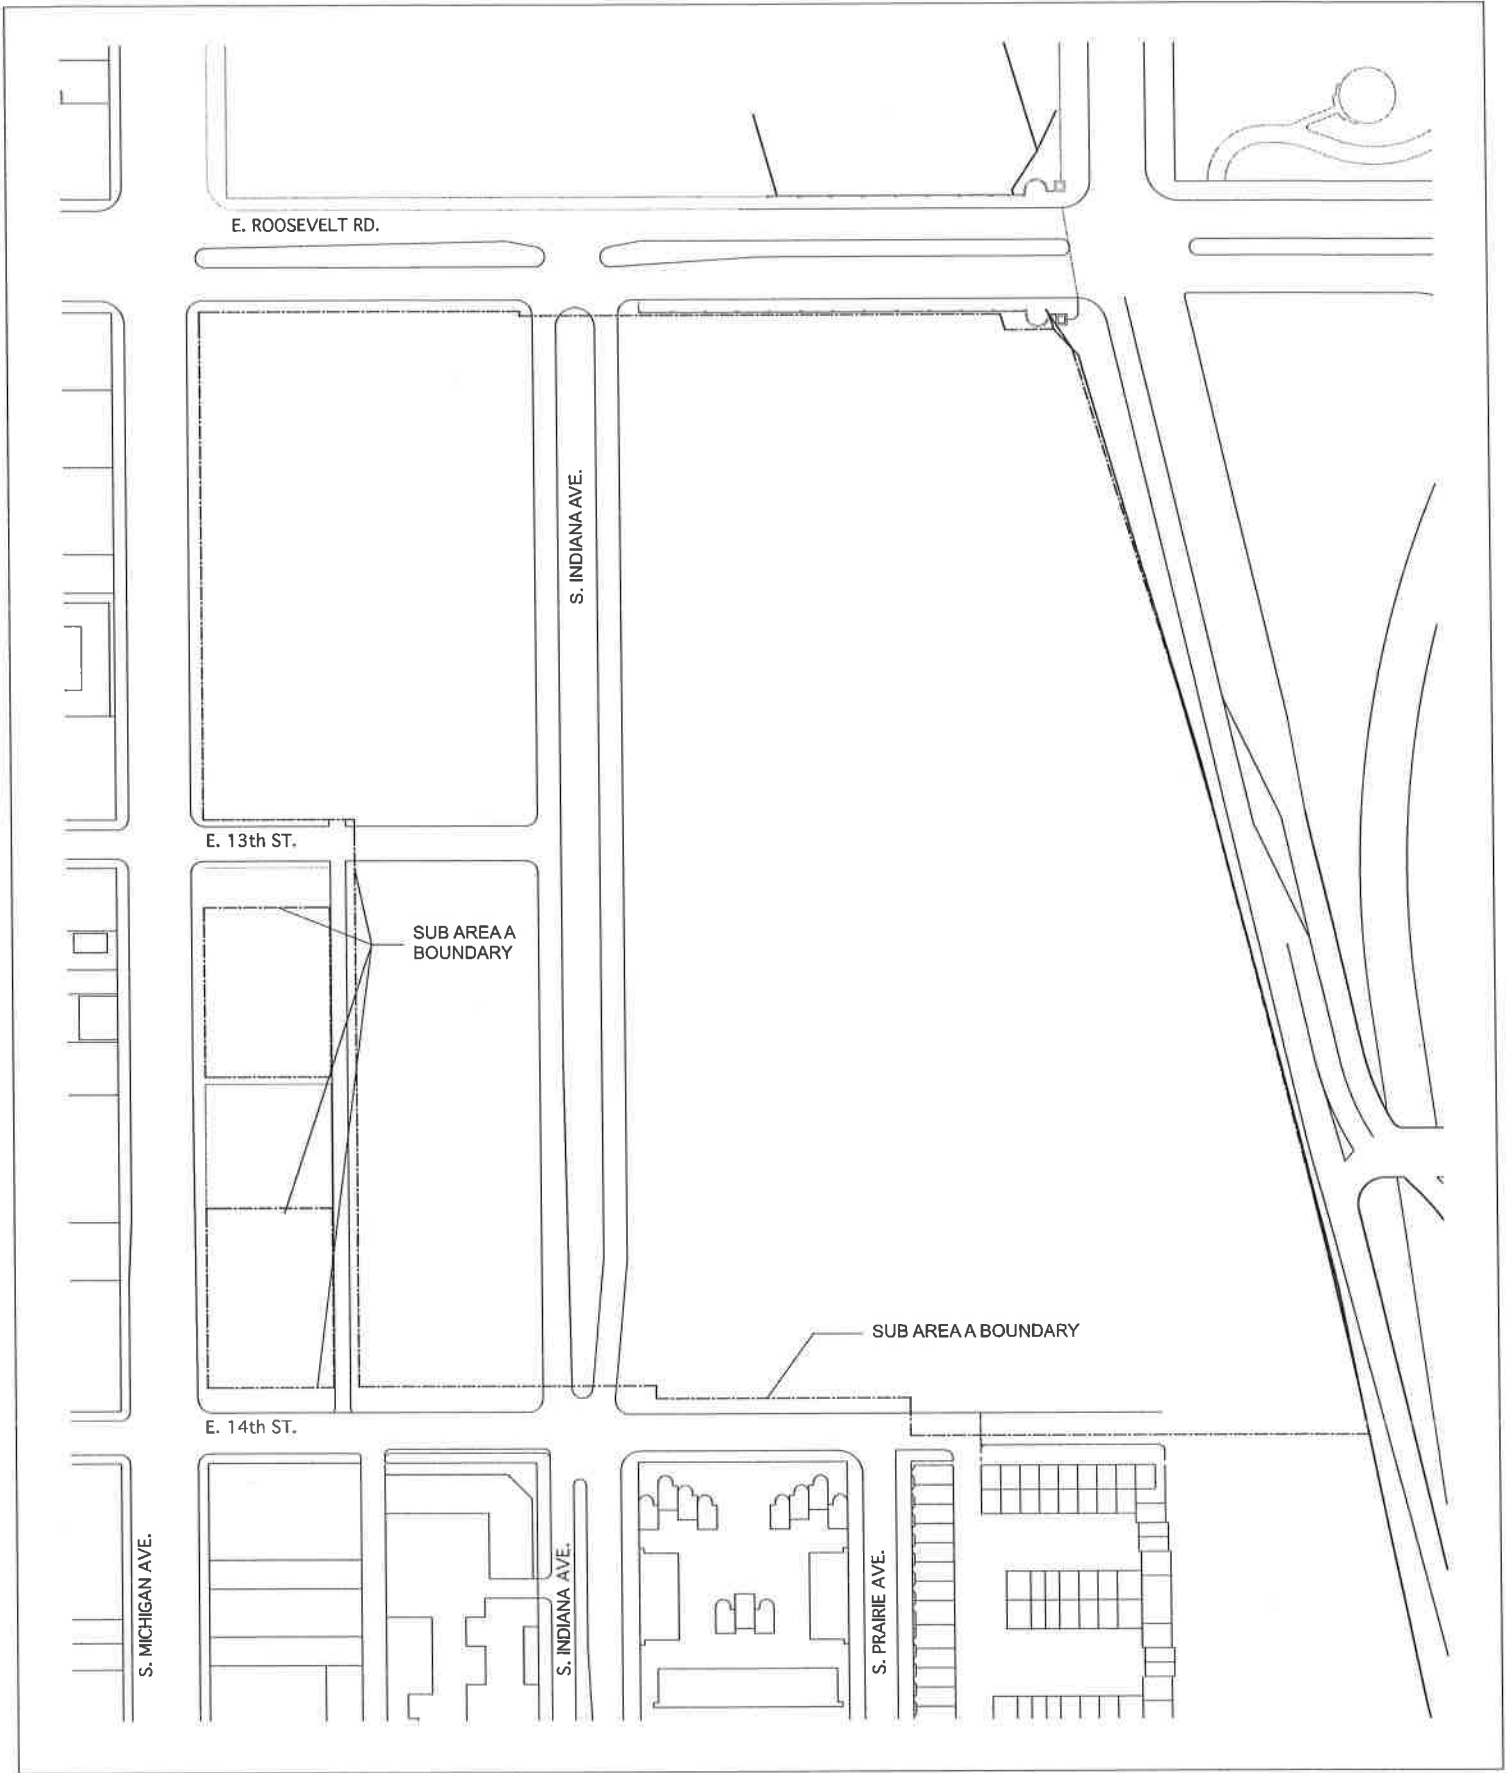 E. ROOSEVELT RD.
S. INDIANA AVE.
E. 13th ST.
SUB AREA A
BOUNDARY
SUB AREA A BOUNDARY
E. 14th ST.
S. MICHIGAN AVE.
S. INDIANA AVE.
S. PRAIRIE AVE.